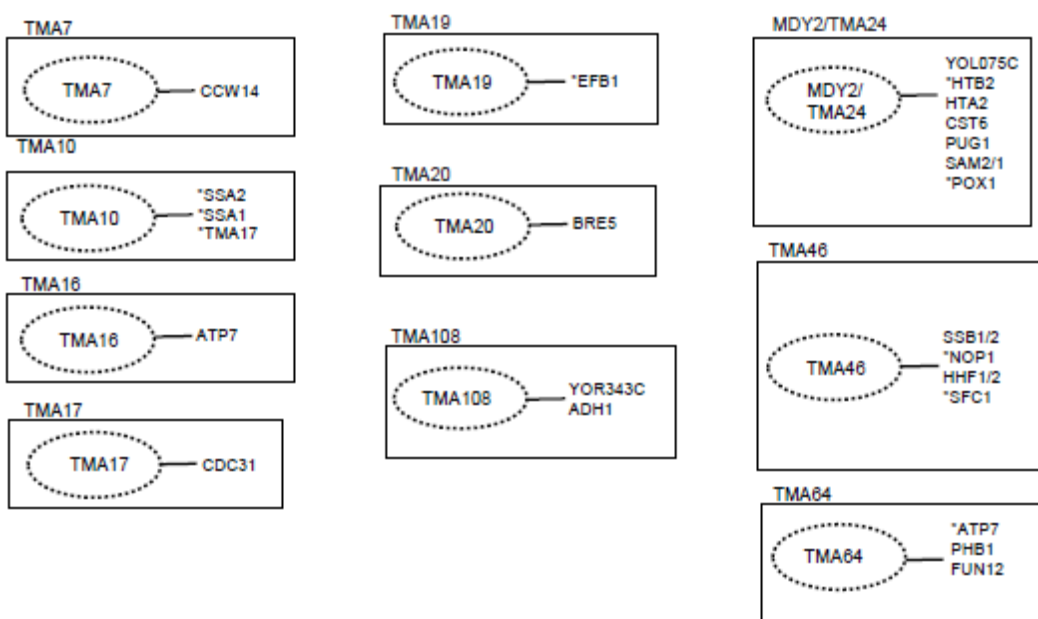 TMA7
TMA7
CCW14
TMA10
TMA10
*SSA2
*SSA1
*TMA17
TMA16
TMA16
ATP7
TMA17
TMA17
CDC31
TMA19
TMA19
*EFB1
TMA20
TMA20
BRE5
TMA108
TMA108
YOR343C
ADH1
MDY2/TMA24
MDY2/
TMA24
YOL075C
*HTB2
HTA2
CST6
PUG1
SAM2/1
*POX1
TMA46
TMA46
SSB1/2
*NOP1
HHF1/2
*SFC1
TMA64
TMA64
*ATP7
PHB1
FUN12